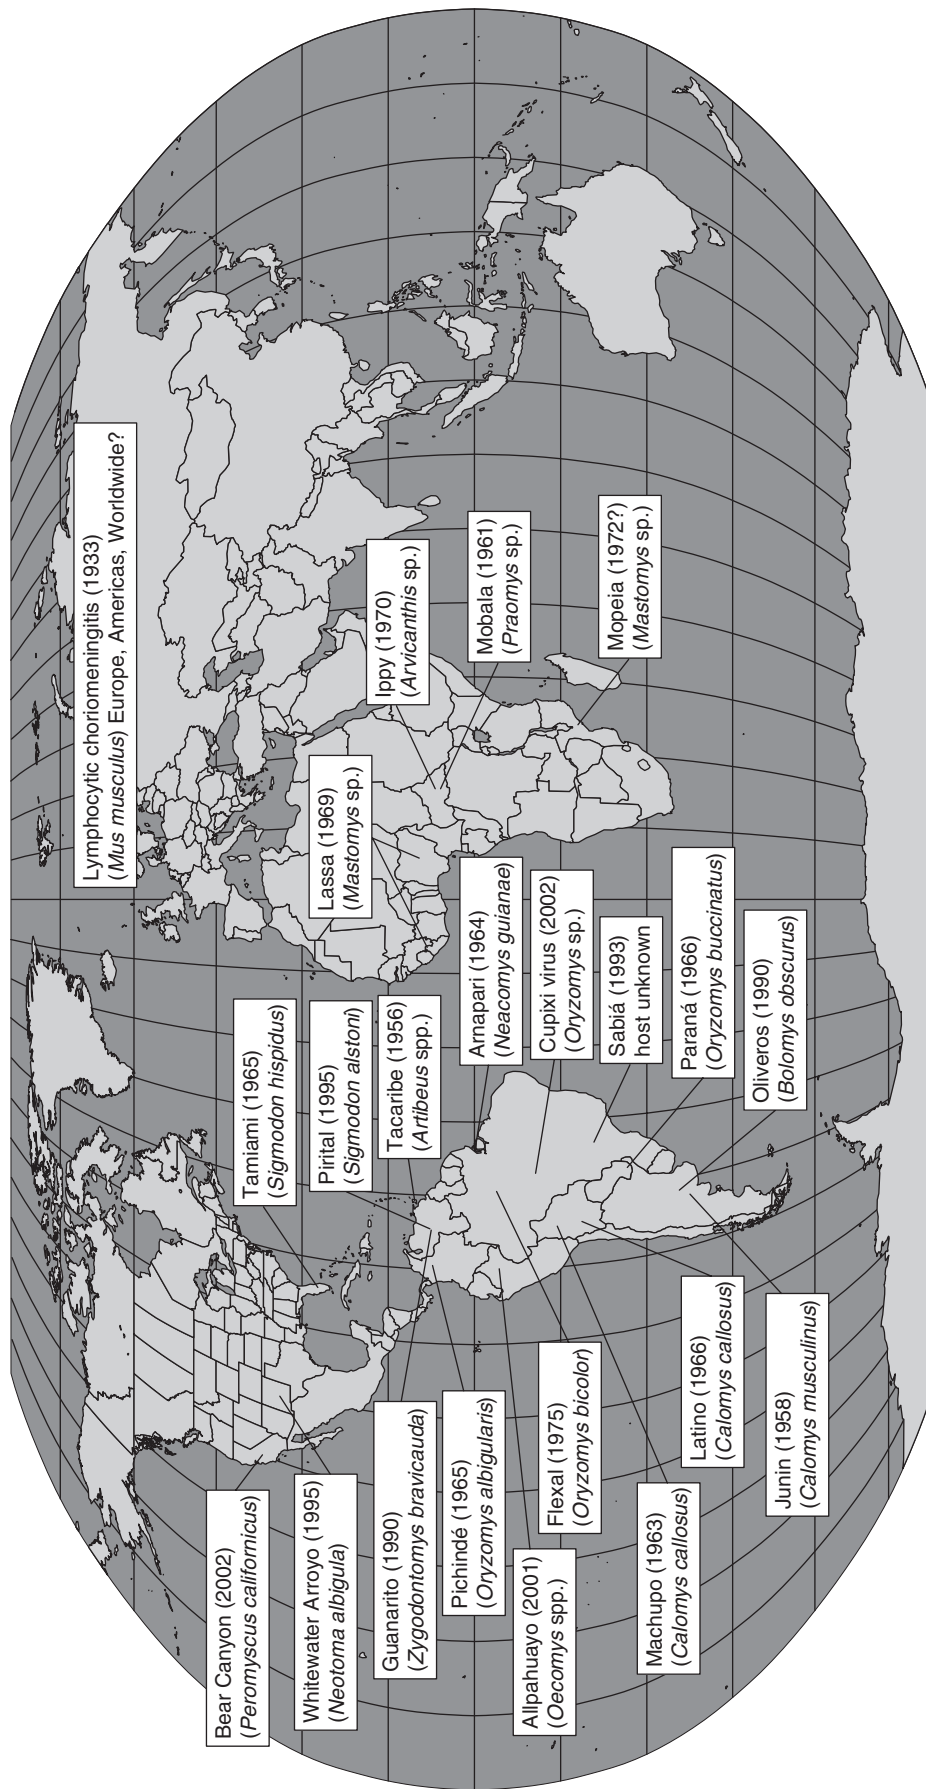 Lymphocytic choriomeningitis (1933)
(Mus musculus) Europe, Americas, Worldwide?
Bear Canyon (2002)
(Peromyscus californicus)
Whitewater Arroyo (1995)
(Neotoma albigula)
Guanarito (1990)
(Zygodontomys bravicauda)
Pichindé (1965)
(Oryzomys albigularis)
Allpahuayo (2001)
(Oecomys spp.)
Flexal (1975)
(Oryzomys bicolor)
Machupo (1963)
(Calomys callosus)
Latino (1966)
(Calomys callosus)
Junin (1958)
(Calomys musculinus)
Tamiami (1965)
(Sigmodon hispidus)
Pirital (1995)
(Sigmodon alstoni)
Tacaribe (1956)
(Artibeus spp.)
Arnapari (1964)
(Neacomys guianae)
Cupixi virus (2002)
(Oryzomys sp.)
Sabiá (1993)
host unknown
Paraná (1966)
(Oryzomys buccinatus)
Oliveros (1990)
(Bolomys obscurus)
Lassa (1969)
(Mastomys sp.)
Ippy (1970)
(Arvicanthis sp.)
Mobala (1961)
(Praomys sp.)
Mopeia (1972?)
(Mastomys sp.)